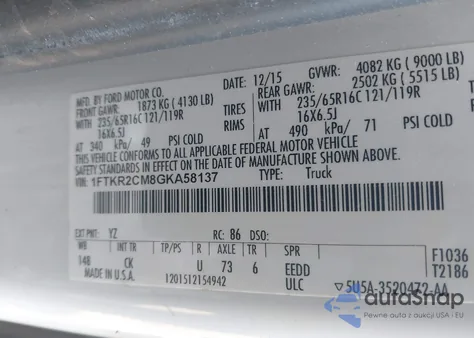 MFD. BY FORD MOTOR CO.
DATE: 12/15 GVWR: 4082 KG ( 9000 LB)
FRONT GAWR: 1873 KG ( 4130 LB) REAR GAWR: 2502 KG ( 5515 LB)
WITH 235/65R16C 121/119R TIRES WITH 235/65R16C 121/119R
16X6.5J RIMS 16X6.5J
AT 340 kPa/ 49 PSI COLD AT 490 kPa/ 71 PSI COLD
THIS VEHICLE CONFORMS TO ALL APPLICABLE FEDERAL MOTOR VEHICLE
SAFETY STANDARDS IN EFFECT ON THE DATE OF MANUFACTURE SHOWN ABOVE.
VIN: 1FTKR2CM8GKA58137 TYPE: Truck
EXT PNT: YZ RC: 86 DSO:
WB INT TR TP/PS R AXLE TR SPR F1036
148 CK U 73 6 EEDD T2186
MADE IN U.S.A. 1201512154942 ULC ▽5U5A-3520472-AA
autoSnap
Pewne auto z aukcji USA - EU